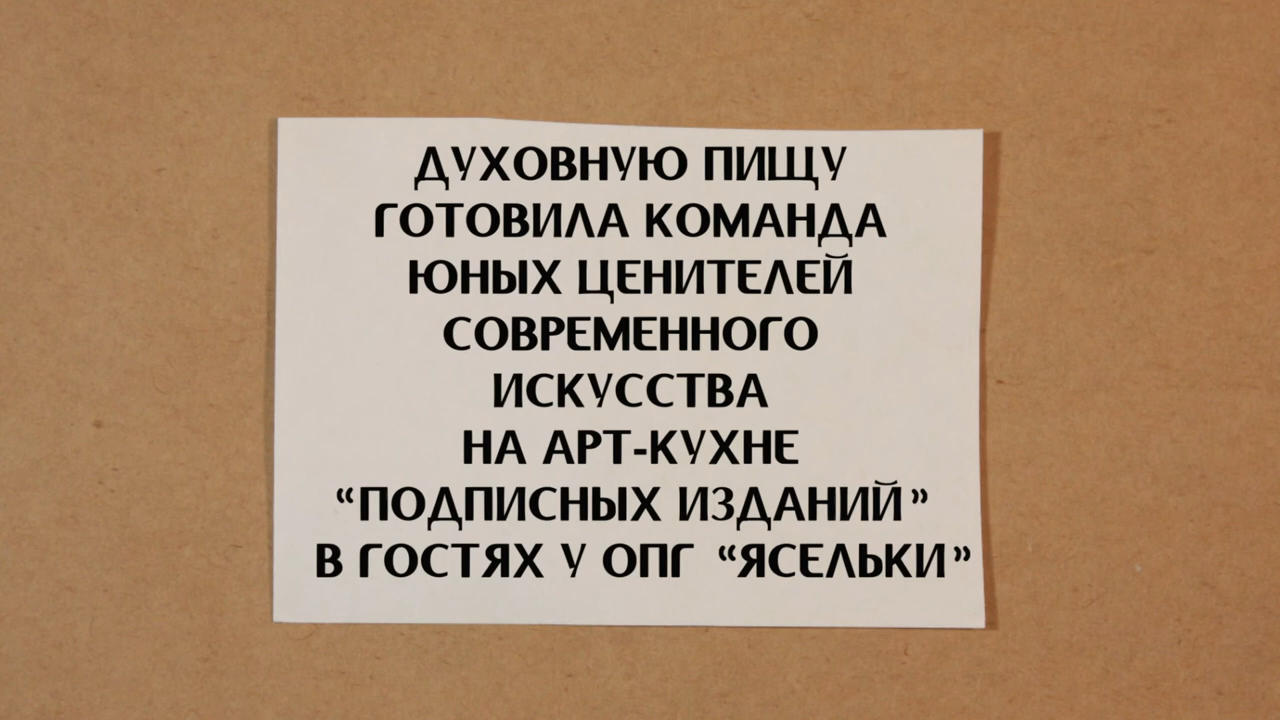 ДУХОВНУЮ ПИЩУ
ГОТОВИЛА КОМАНДА
ЮНЫХ ЦЕНИТЕЛЕЙ
СОВРЕМЕННОГО
ИСКУССТВА
НА АРТ-КУХНЕ
“ПОДПИСНЫХ ИЗДАНИЙ”
В ГОСТЯХ У ОПГ “ЯСЕЛЬКИ”